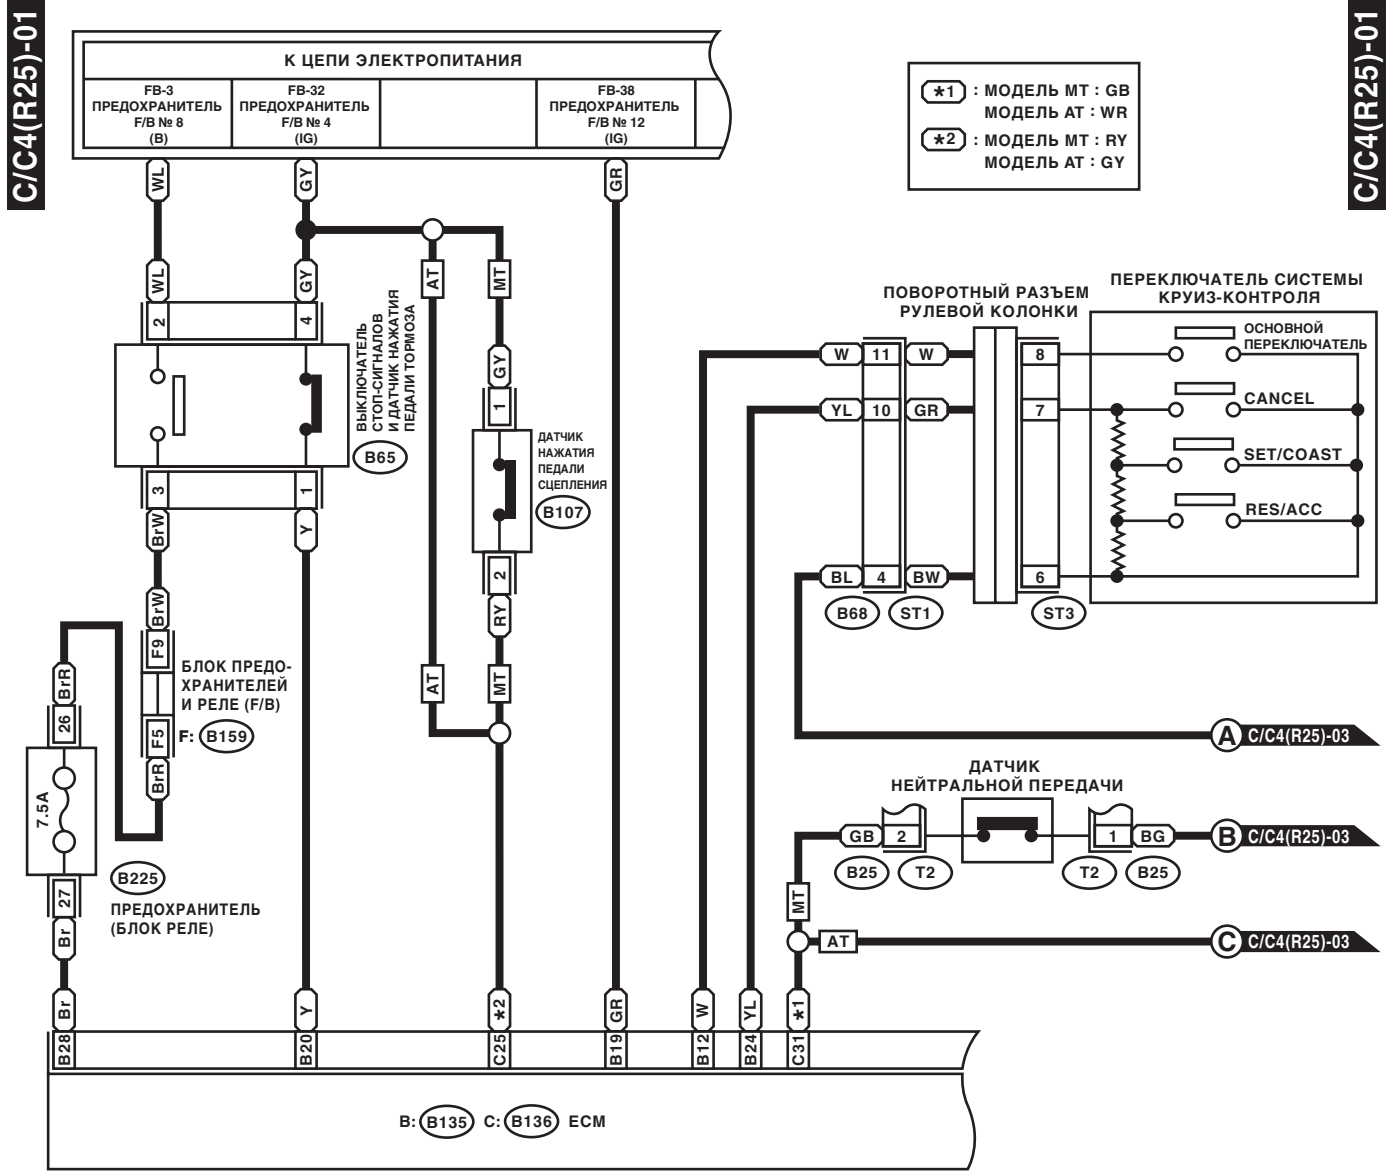 C/C4(R25)-01
C/C4(R25)-01
К ЦЕПИ ЭЛЕКТРОПИТАНИЯ
FB-3
ПРЕДОХРАНИТЕЛЬ
F/B № 8
(B)
FB-32
ПРЕДОХРАНИТЕЛЬ
F/B № 4
(IG)
FB-38
ПРЕДОХРАНИТЕЛЬ
F/B № 12
(IG)
*1 : МОДЕЛЬ MT : GB
МОДЕЛЬ AT : WR
*2 : МОДЕЛЬ MT : RY
МОДЕЛЬ AT : GY
WL
GY
GR
WL
GY
AT
MT
2
4
ВЫКЛЮЧАТЕЛЬ
СТОП-СИГНАЛОВ
И ДАТЧИК НАЖАТИЯ
ПЕДАЛИ ТОРМОЗА
B65
GY
1
ДАТЧИК
НАЖАТИЯ
ПЕДАЛИ
СЦЕПЛЕНИЯ
B107
2
RY
3
1
BrW
Y
BrW
F9
БЛОК ПРЕДО-
ХРАНИТЕЛЕЙ
И РЕЛЕ (F/B)
F: B159
F5
BrR
BrR
26
7.5A
B225
ПРЕДОХРАНИТЕЛЬ
(БЛОК РЕЛЕ)
27
Br
AT
MT
ПОВОРОТНЫЙ РАЗЪЕМ
РУЛЕВОЙ КОЛОНКИ
ПЕРЕКЛЮЧАТЕЛЬ СИСТЕМЫ
КРУИЗ-КОНТРОЛЯ
W 11 W
8
ОСНОВНОЙ
ПЕРЕКЛЮЧАТЕЛЬ
YL 10 GR
7
CANCEL
SET/COAST
RES/ACC
BL 4 BW
6
B68 ST1
ST3
A C/C4(R25)-03
ДАТЧИК
НЕЙТРАЛЬНОЙ ПЕРЕДАЧИ
GB 2
1 BG
B C/C4(R25)-03
B25 T2
T2 B25
MT
AT
C C/C4(R25)-03
Br
Y
*2
GR
W
YL
*1
B28
B20
C25
B19
B12
B24
C31
B: B135 C: B136 ECM